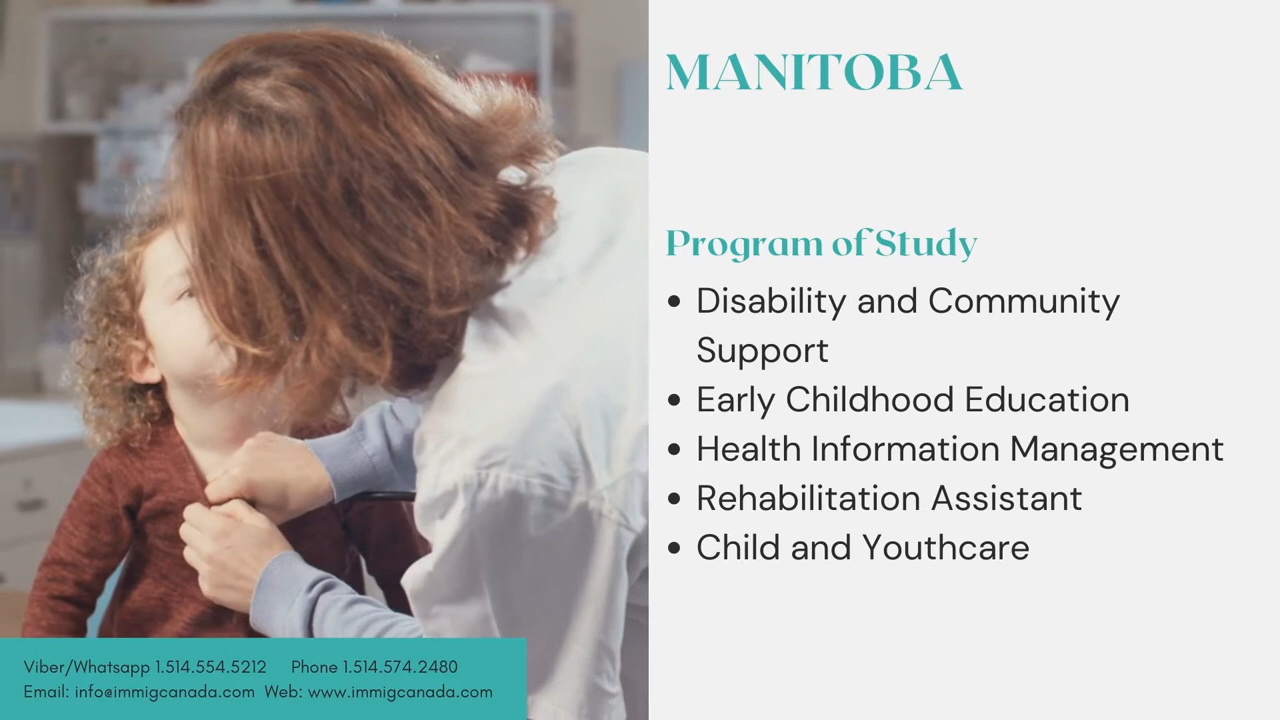 MANITOBA
Program of Study
• Disability and Community
Support
• Early Childhood Education
• Health Information Management
• Rehabilitation Assistant
• Child and Youthcare
Viber/Whatsapp 1.514.554.5212 Phone 1.514.574.2480
Email: info@immigcanada.com Web: www.immigcanada.com